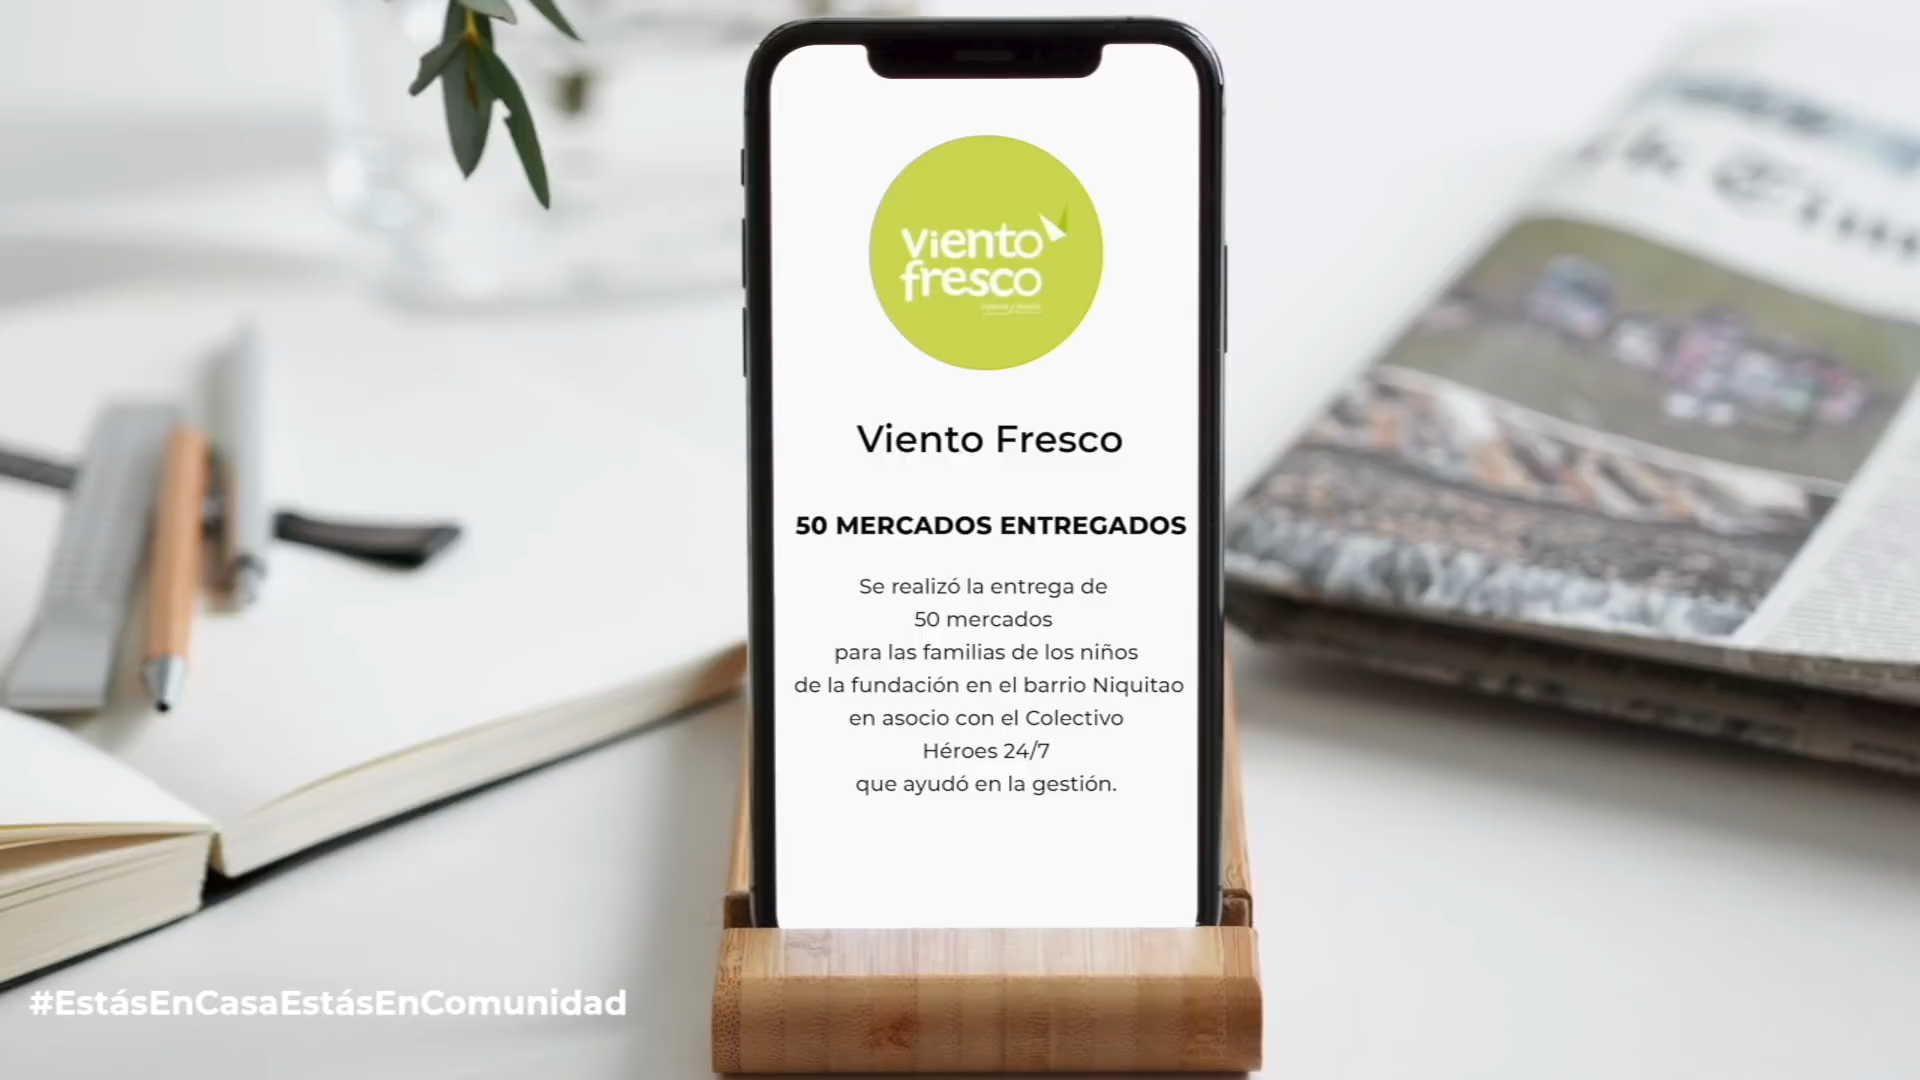 viento
fresco
Viento Fresco
50 MERCADOS ENTREGADOS
Se realizó la entrega de
50 mercados
para las familias de los niños
de la fundación en el barrio Niquitao
en asocio con el Colectivo
Héroes 24/7
que ayudó en la gestión.
#EstásEnCasaEstásEnComunidad